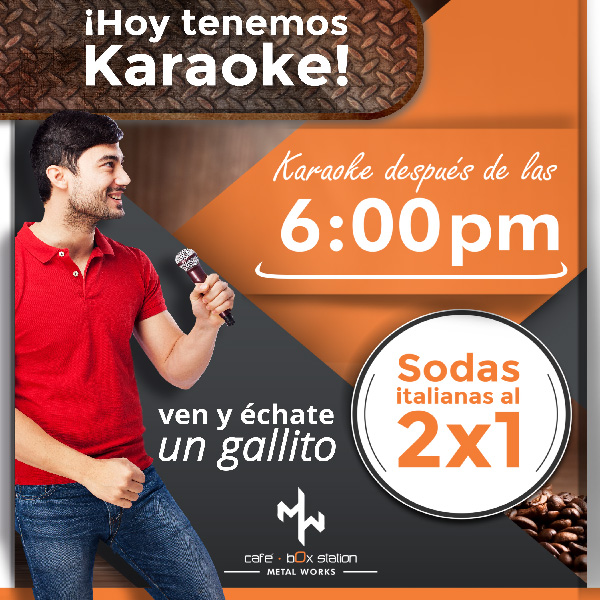 ¡Hoy tenemos
Karaoke!
Karaoke después de las
6:00pm
Sodas
italianas al
2x1
ven y échate
un gallito
MW
café · bOx station
METAL WORKS